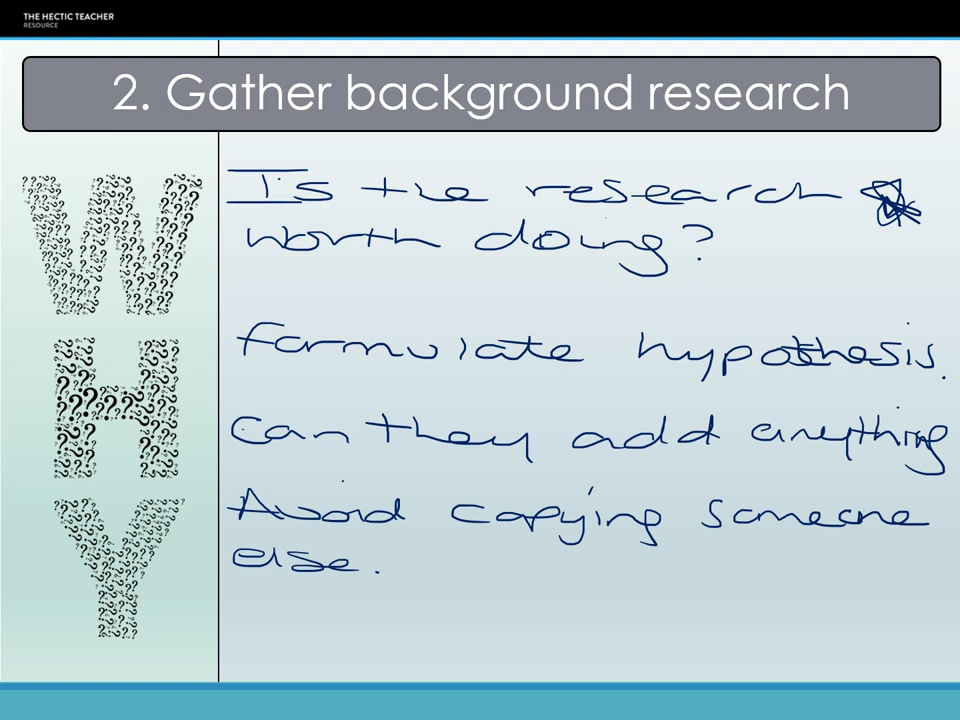 THE HECTIC TEACHER
RESOURCE
2. Gather background research
WHY
Is the research
worth doing?
formulate hypothesis.
Can they add anything
Avoid copying someone
else.